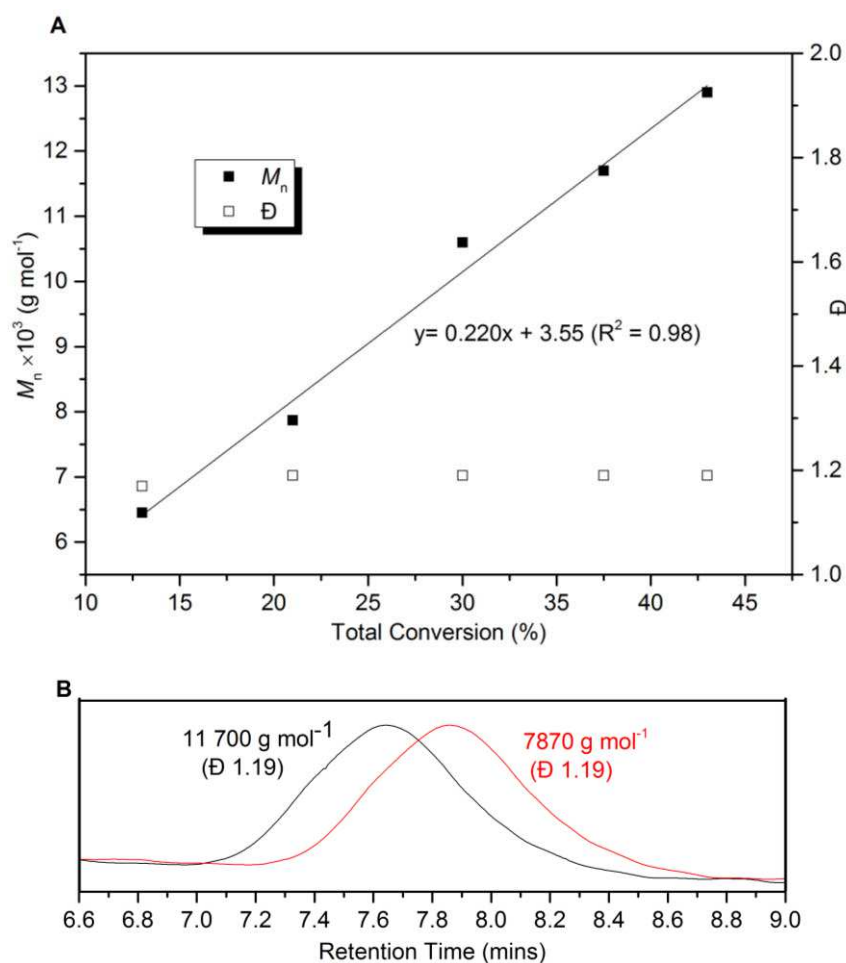 A
2.0
1.8
1.6
1.4
1.2
1.0
Đ
13
12
11
10
9
8
7
6
M_n ×10³ (g mol⁻¹)
M_n
Đ
y= 0.220x + 3.55 (R² = 0.98)
10 15 20 25 30 35 40 45
Total Conversion (%)
B
11 700 g mol⁻¹
(Đ 1.19)
7870 g mol⁻¹
(Đ 1.19)
6.6 6.8 7.0 7.2 7.4 7.6 7.8 8.0 8.2 8.4 8.6 8.8 9.0
Retention Time (mins)